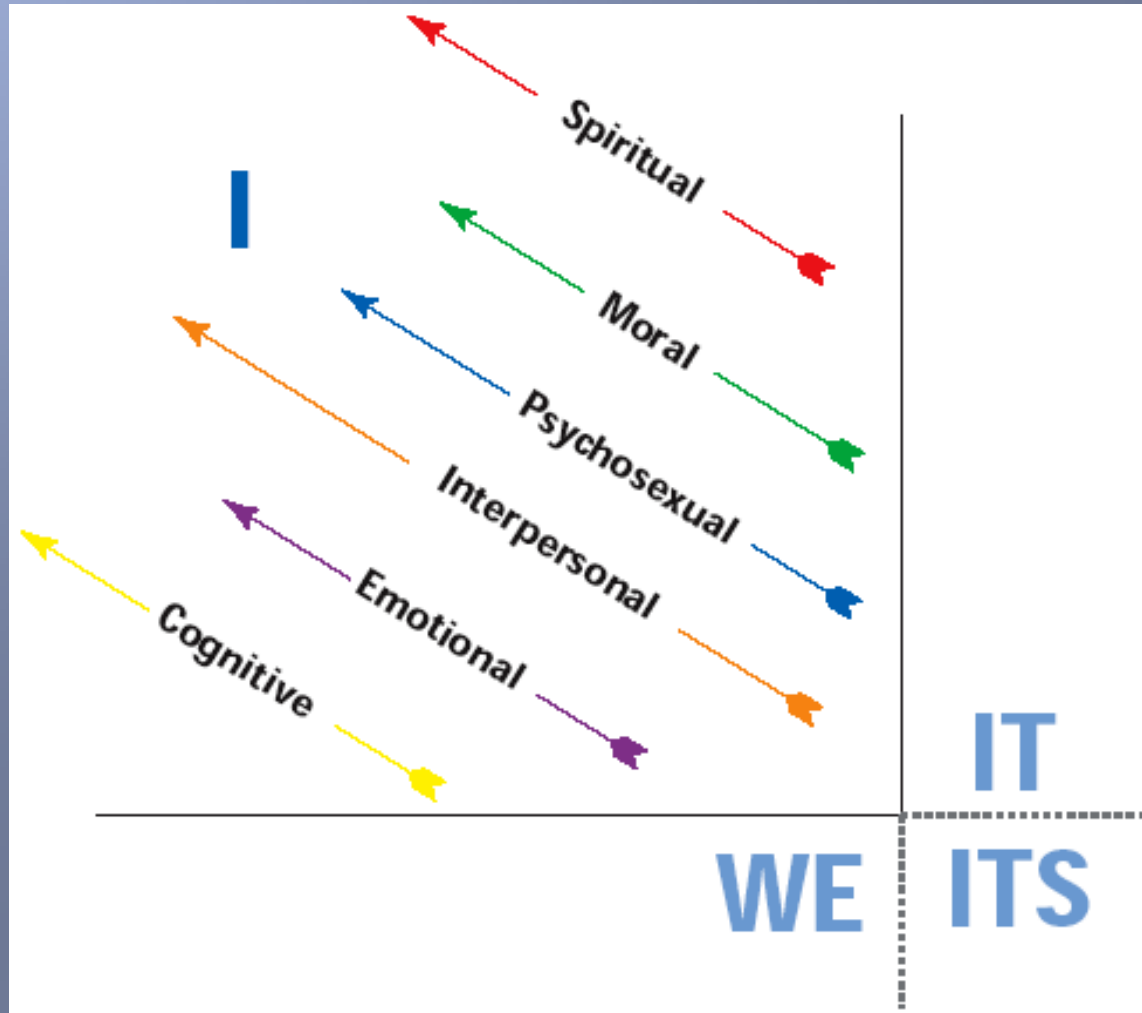 Spiritual
I
Moral
Psychosexual
Interpersonal
Emotional
Cognitive
IT
WE
ITS